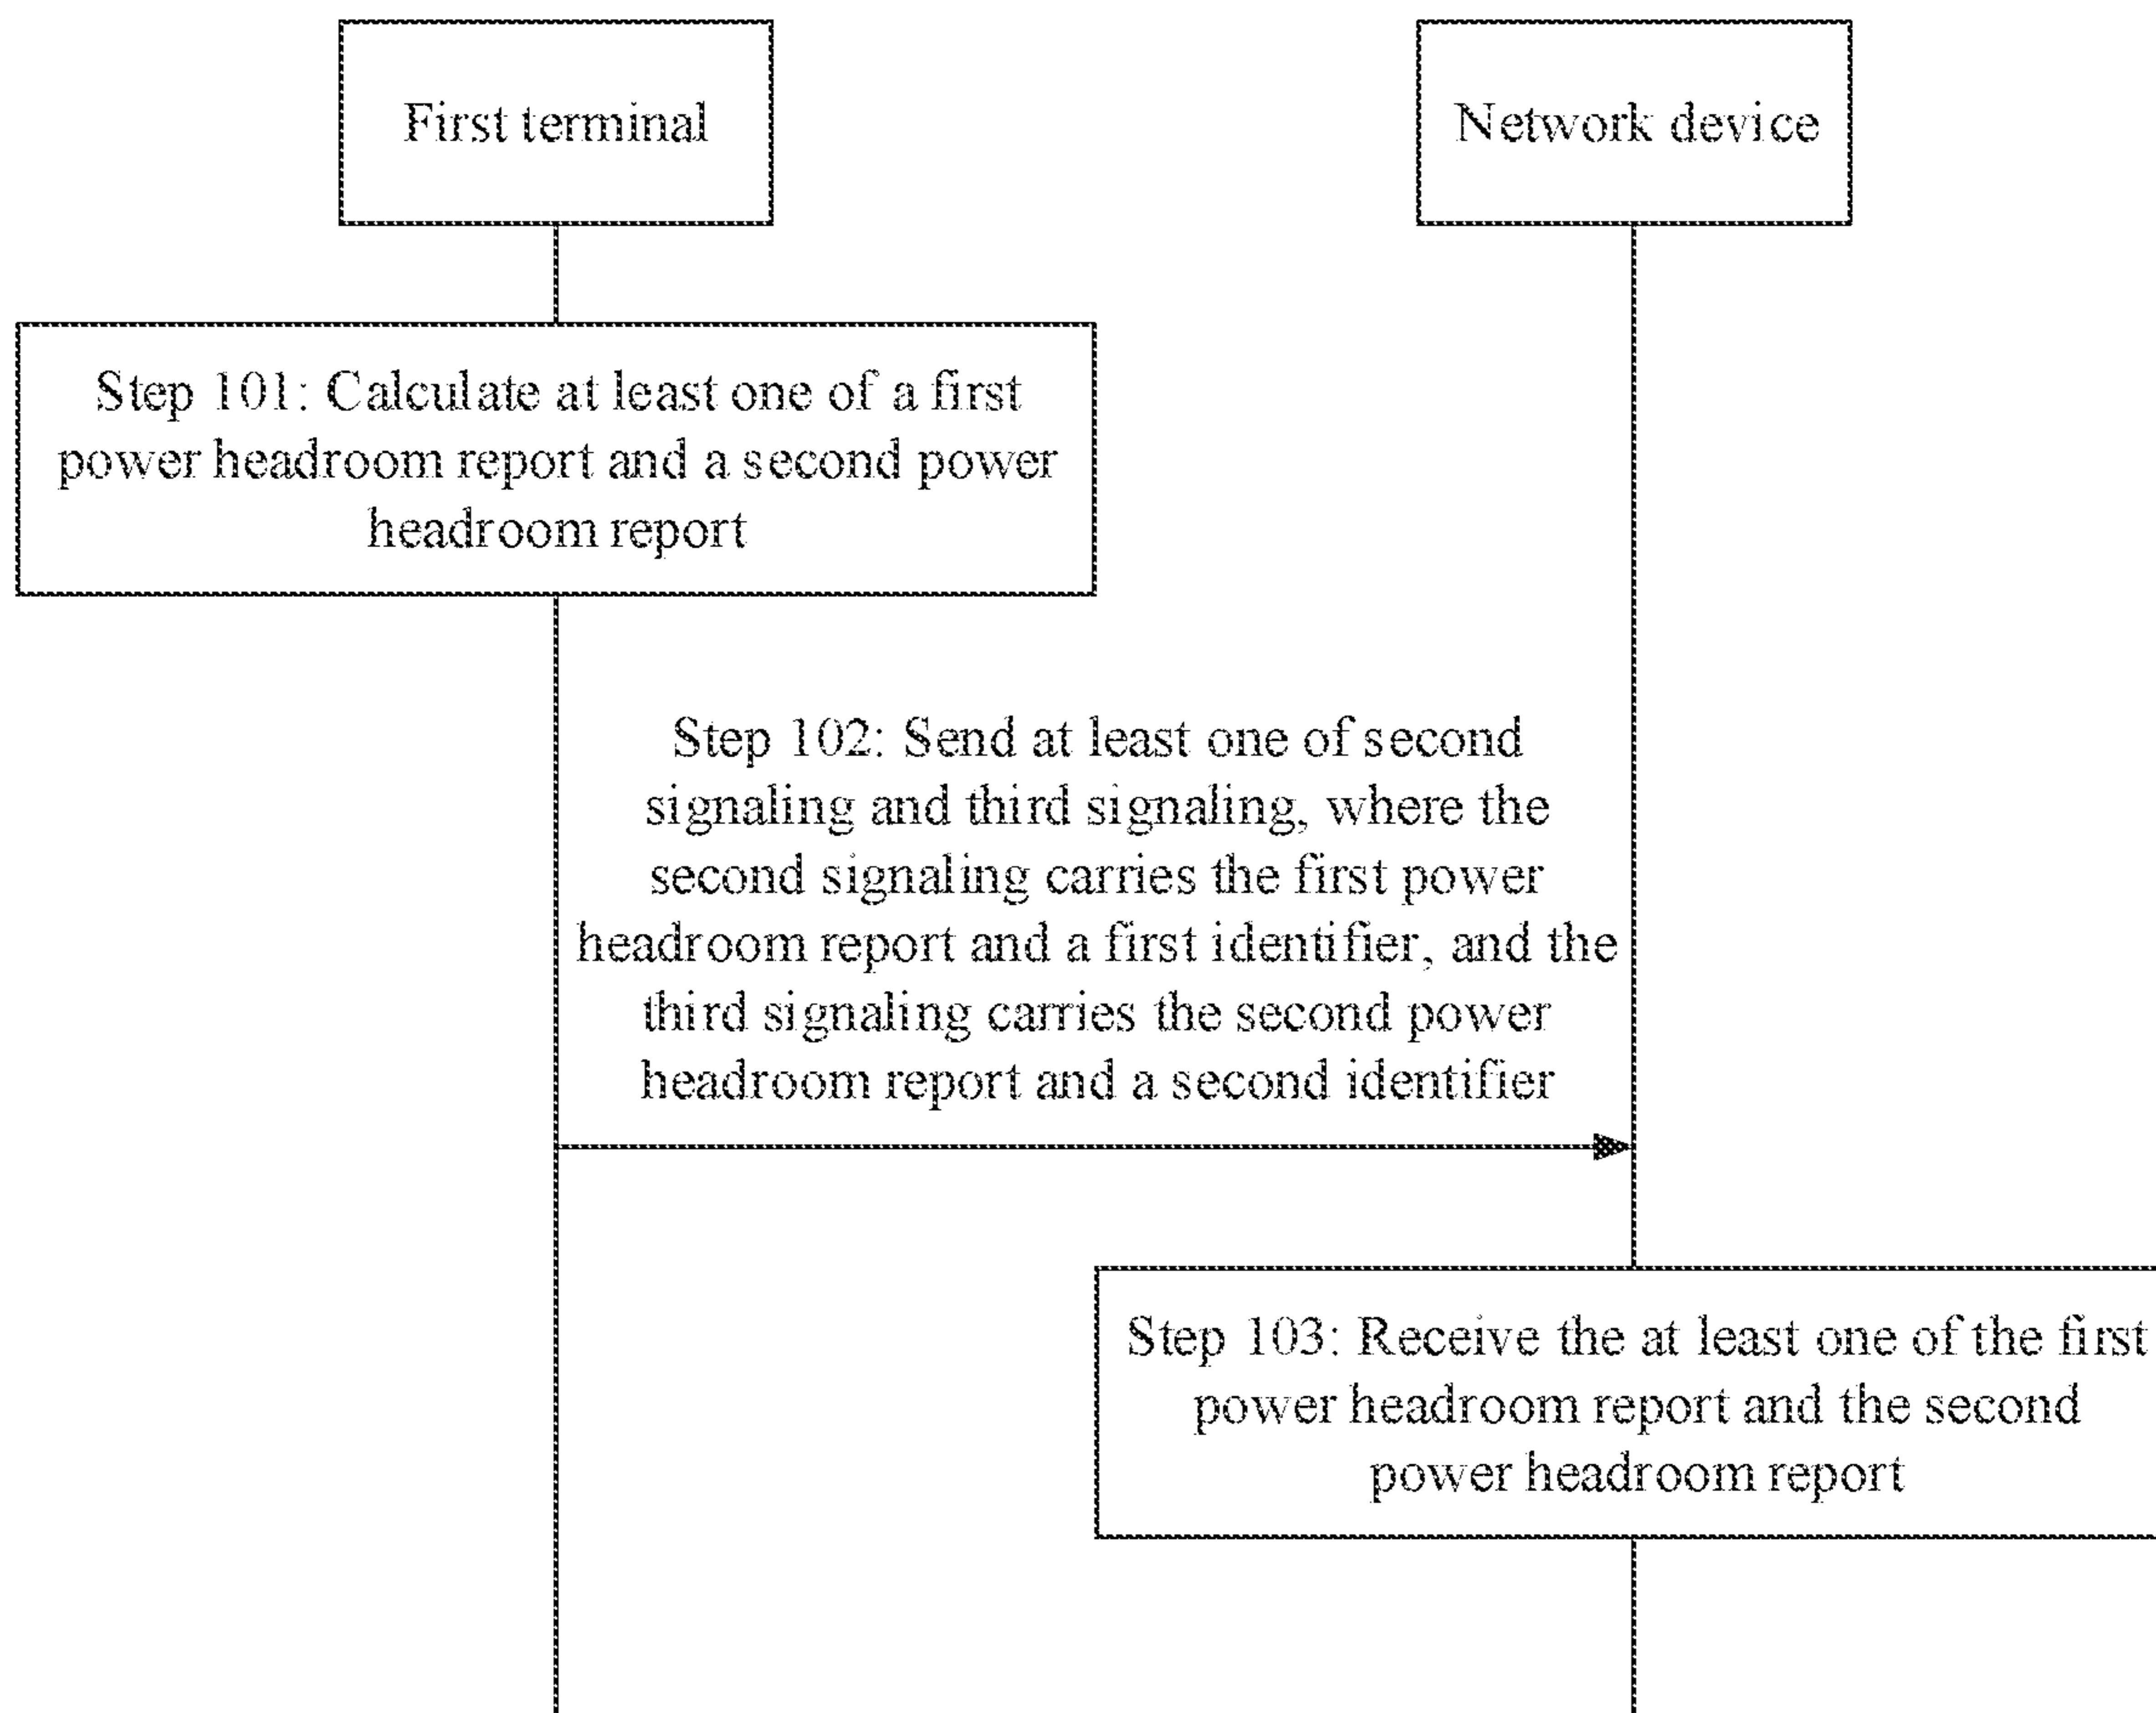 First terminal
Network device
Step 101: Calculate at least one of a first
power headroom report and a second power
headroom report
Step 102: Send at least one of second
signaling and third signaling, where the
second signaling carries the first power
headroom report and a first identifier, and the
third signaling carries the second power
headroom report and a second identifier
Step 103: Receive the at least one of the first
power headroom report and the second
power headroom report